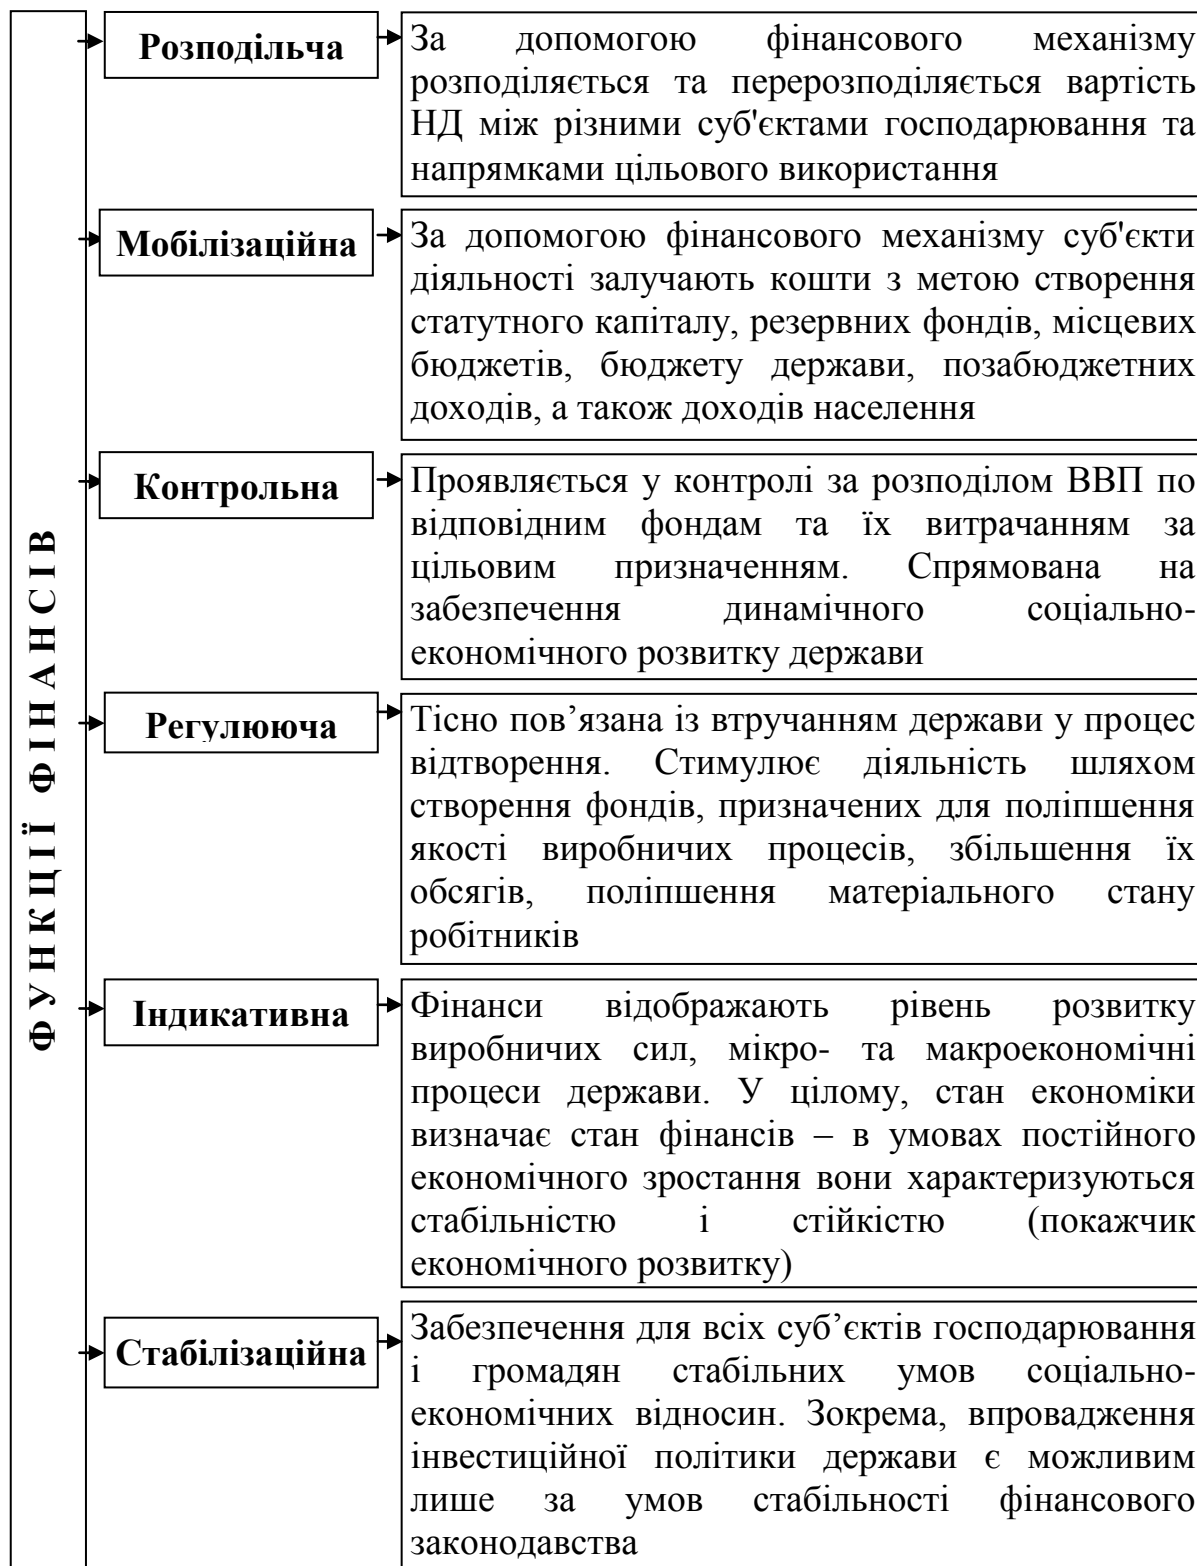 ФУНКЦІЇ ФІНАНСІВ
Розподільча
За допомогою фінансового механізму
розподіляється та перерозподіляється вартість
НД між різними суб'єктами господарювання та
напрямками цільового використання
Мобілізаційна
За допомогою фінансового механізму суб'єкти
діяльності залучають кошти з метою створення
статутного капіталу, резервних фондів, місцевих
бюджетів, бюджету держави, позабюджетних
доходів, а також доходів населення
Контрольна
Проявляється у контролі за розподілом ВВП по
відповідним фондам та їх витрачанням за
цільовим призначенням. Спрямована на
забезпечення динамічного соціально-
економічного розвитку держави
Регулююча
Тісно пов’язана із втручанням держави у процес
відтворення. Стимулює діяльність шляхом
створення фондів, призначених для поліпшення
якості виробничих процесів, збільшення їх
обсягів, поліпшення матеріального стану
робітників
Індикативна
Фінанси відображають рівень розвитку
виробничих сил, мікро- та макроекономічні
процеси держави. У цілому, стан економіки
визначає стан фінансів – в умовах постійного
економічного зростання вони характеризуються
стабільністю і стійкістю (покажчик
економічного розвитку)
Стабілізаційна
Забезпечення для всіх суб’єктів господарювання
і громадян стабільних умов соціально-
економічних відносин. Зокрема, впровадження
інвестиційної політики держави є можливим
лише за умов стабільності фінансового
законодавства